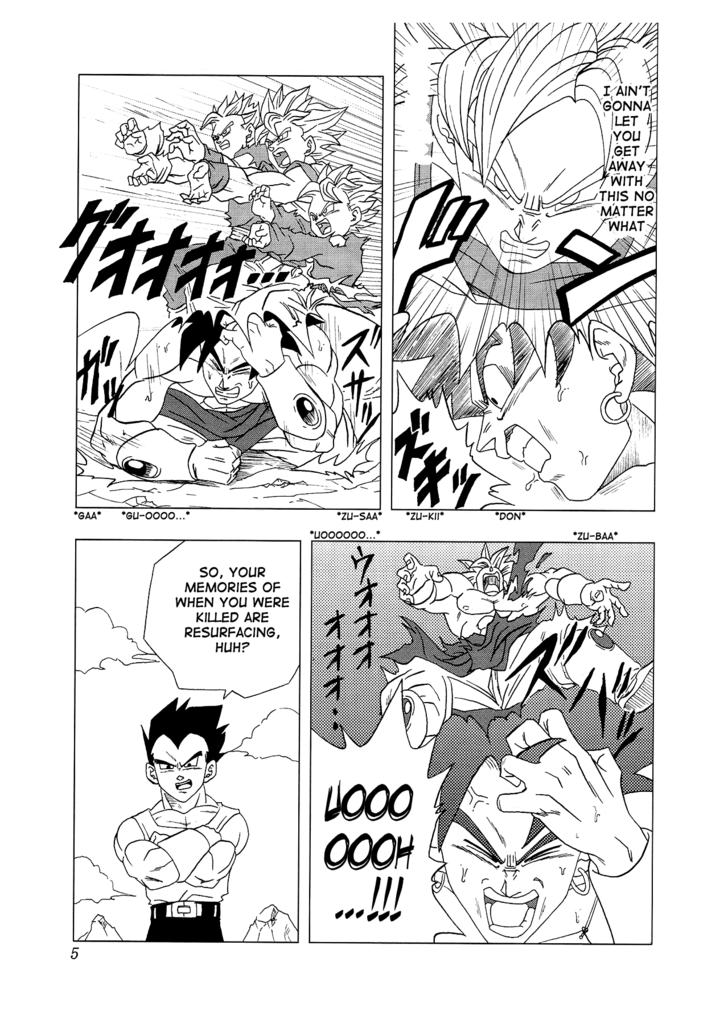 I AIN'T
GONNA
LET
YOU
GET
AWAY
WITH
THIS NO
MATTER
WHAT
ドン
ズキッ
グオオオオ…
ガッ
ズサッ
*GAA*
*GU-OOOO...*
*ZU-SAA*
*ZU-KII*
*DON*
*UOOOOOO...*
*ZU-BAA*
ウオオオ
オオオ…
ズバッ
UOOO
OOOH
...!!!
SO, YOUR
MEMORIES OF
WHEN YOU WERE
KILLED ARE
RESURFACING,
HUH?
5